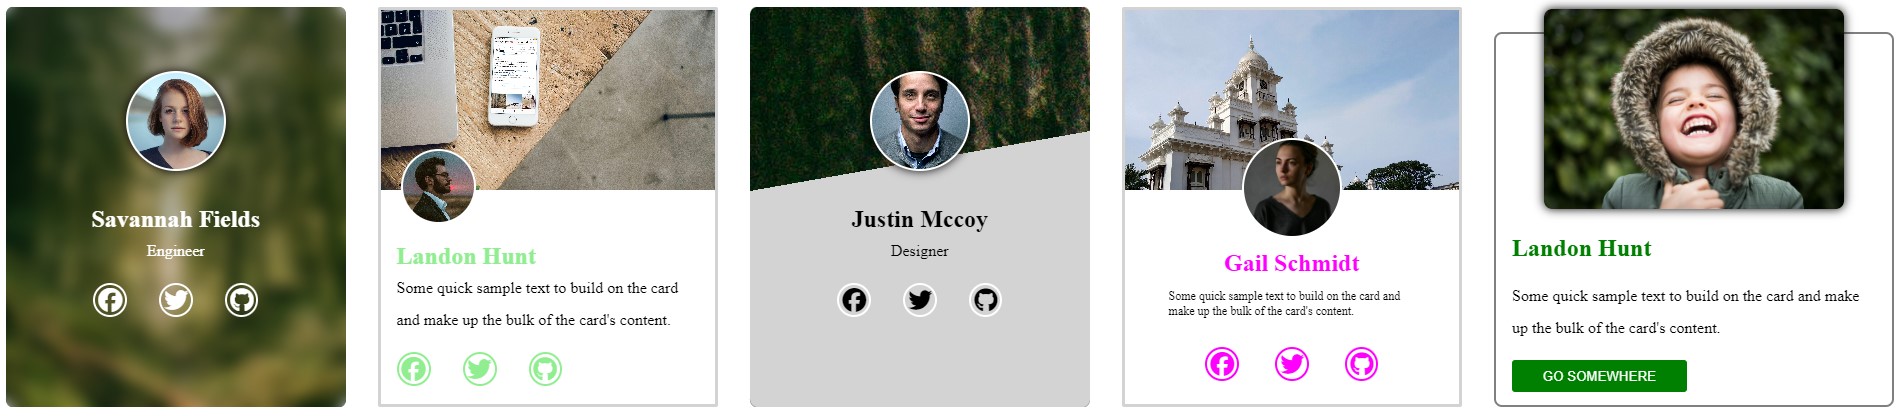 Savannah Fields
Engineer
Landon Hunt
Some quick sample text to build on the card
and make up the bulk of the card's content.
Justin Mccoy
Designer
Gail Schmidt
Some quick sample text to build on the card and
make up the bulk of the card's content.
Landon Hunt
Some quick sample text to build on the card and make
up the bulk of the card's content.
GO SOMEWHERE